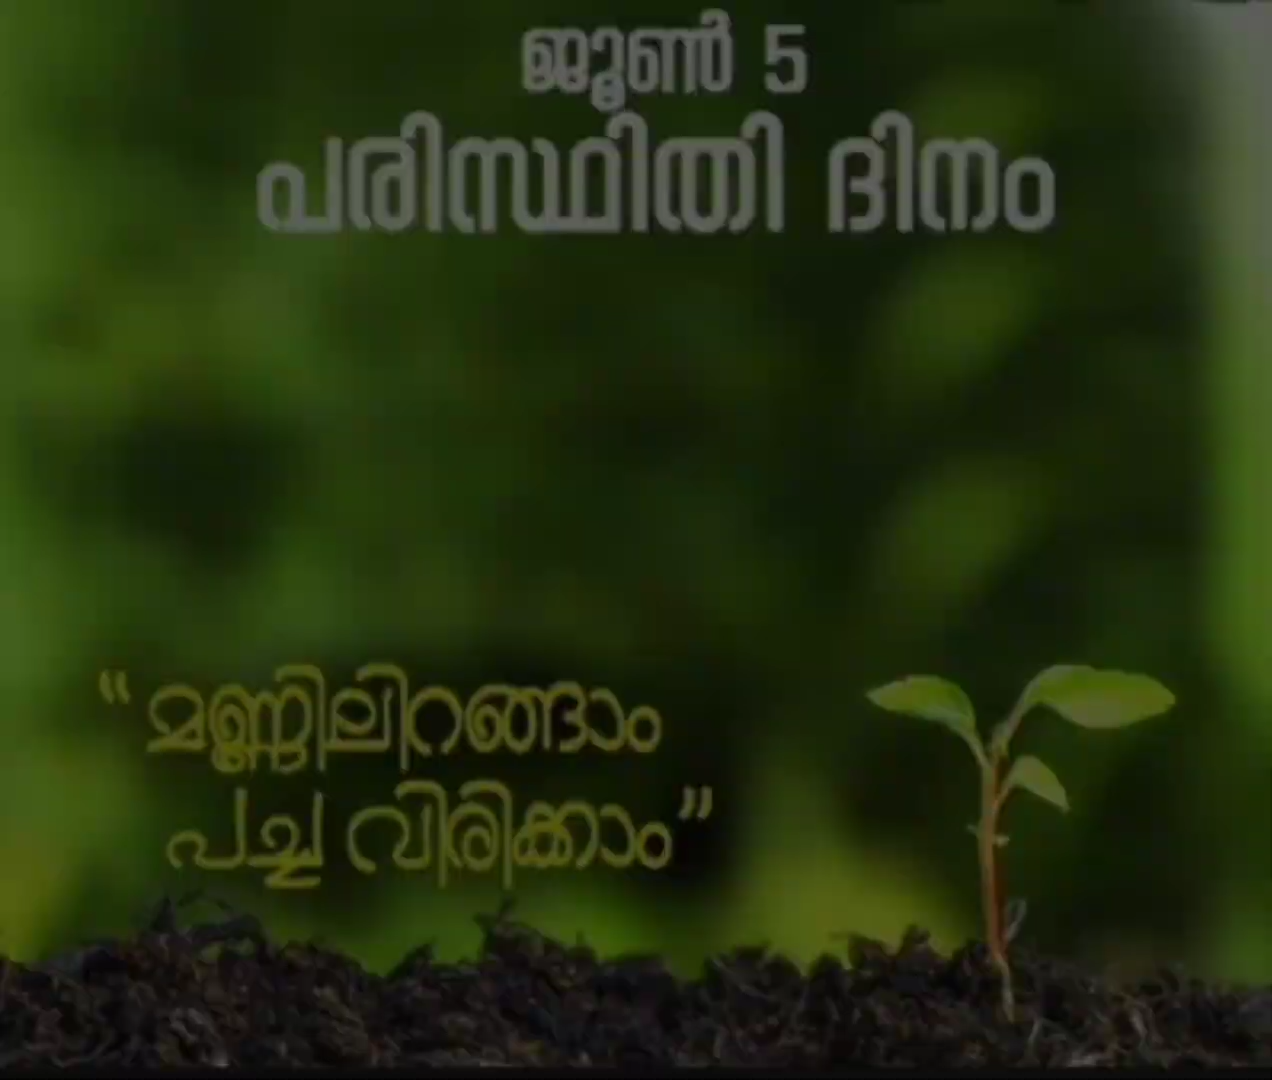 ജൂൺ 5
പരിസ്ഥിതി ദിനം
“ മണ്ണിലിറങ്ങാം
പച്ച വിരിക്കാം ”